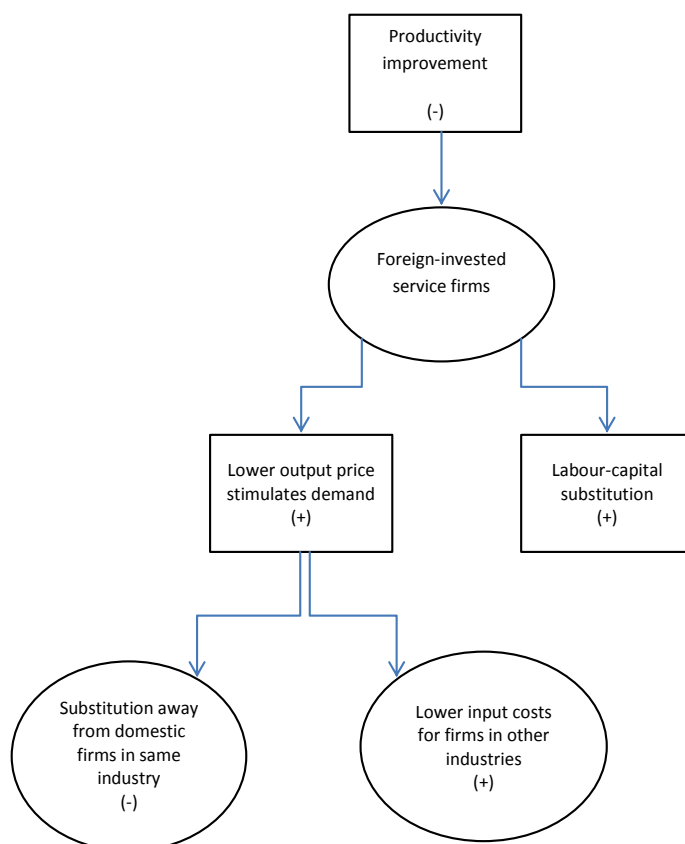 Productivity
improvement
(-)
Foreign-invested
service firms
Lower output price
stimulates demand
(+)
Labour-capital
substitution
(+)
Substitution away
from domestic
firms in same
industry
(-)
Lower input costs
for firms in other
industries
(+)